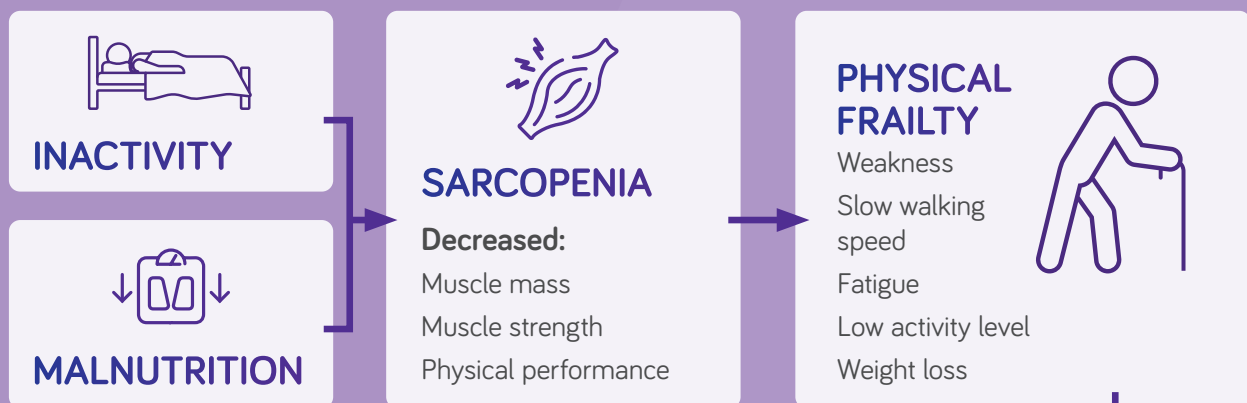 INACTIVITY
MALNUTRITION
SARCOPENIA
Decreased:
Muscle mass
Muscle strength
Physical performance
PHYSICAL
FRAILTY
Weakness
Slow walking
speed
Fatigue
Low activity level
Weight loss